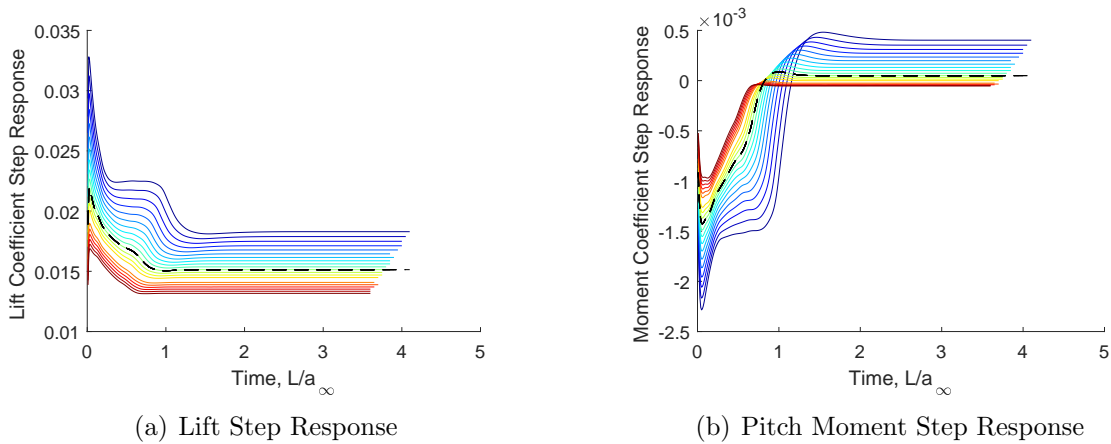 0.035
0.03
0.025
0.02
0.015
0.01
Lift Coefficient Step Response
0 1 2 3 4 5
Time, L/a∞
(a) Lift Step Response
×10-3
0.5
0
-0.5
-1
-1.5
-2
-2.5
Moment Coefficient Step Response
0 1 2 3 4 5
Time, L/a∞
(b) Pitch Moment Step Response